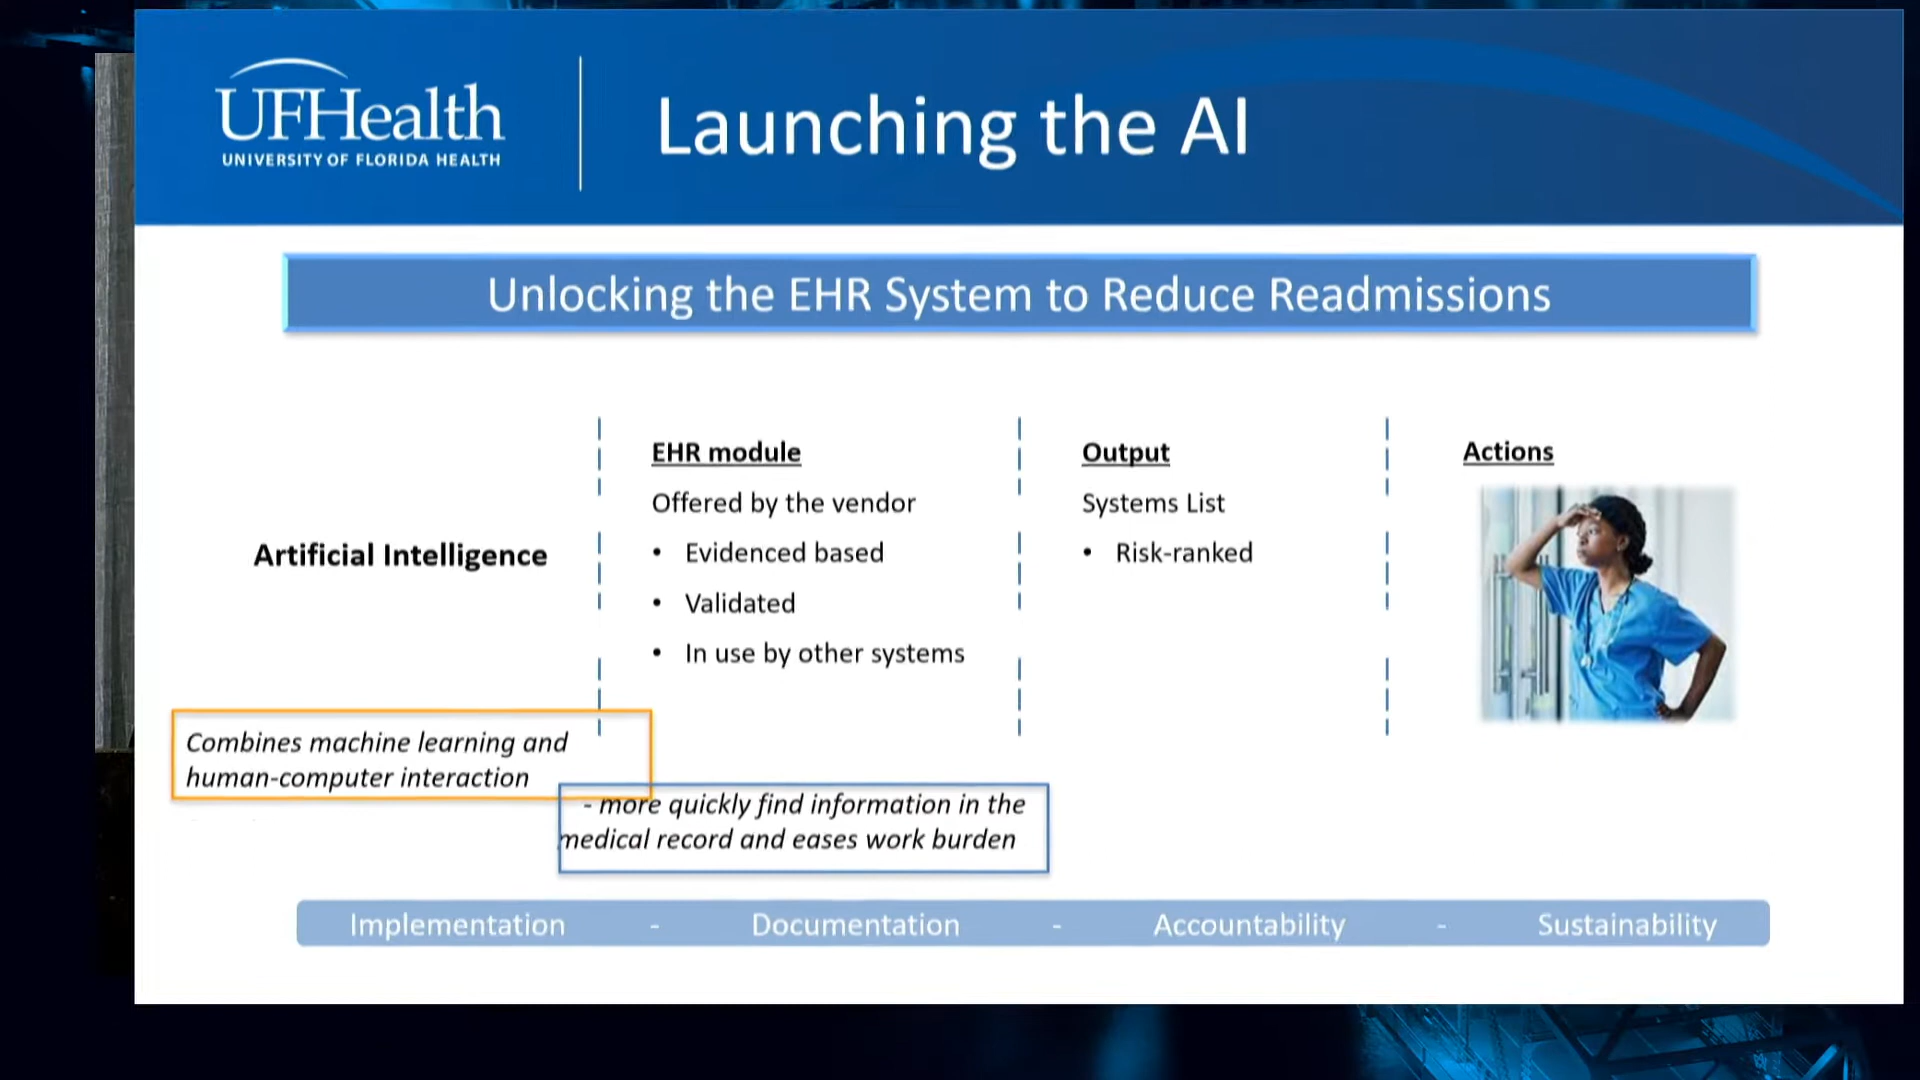 UFHealth
UNIVERSITY OF FLORIDA HEALTH
Launching the AI
Unlocking the EHR System to Reduce Readmissions
Artificial Intelligence
EHR module
Offered by the vendor
• Evidenced based
• Validated
• In use by other systems
Output
Systems List
• Risk-ranked
Actions
Combines machine learning and
human-computer interaction
- more quickly find information in the
medical record and eases work burden
Implementation - Documentation - Accountability - Sustainability